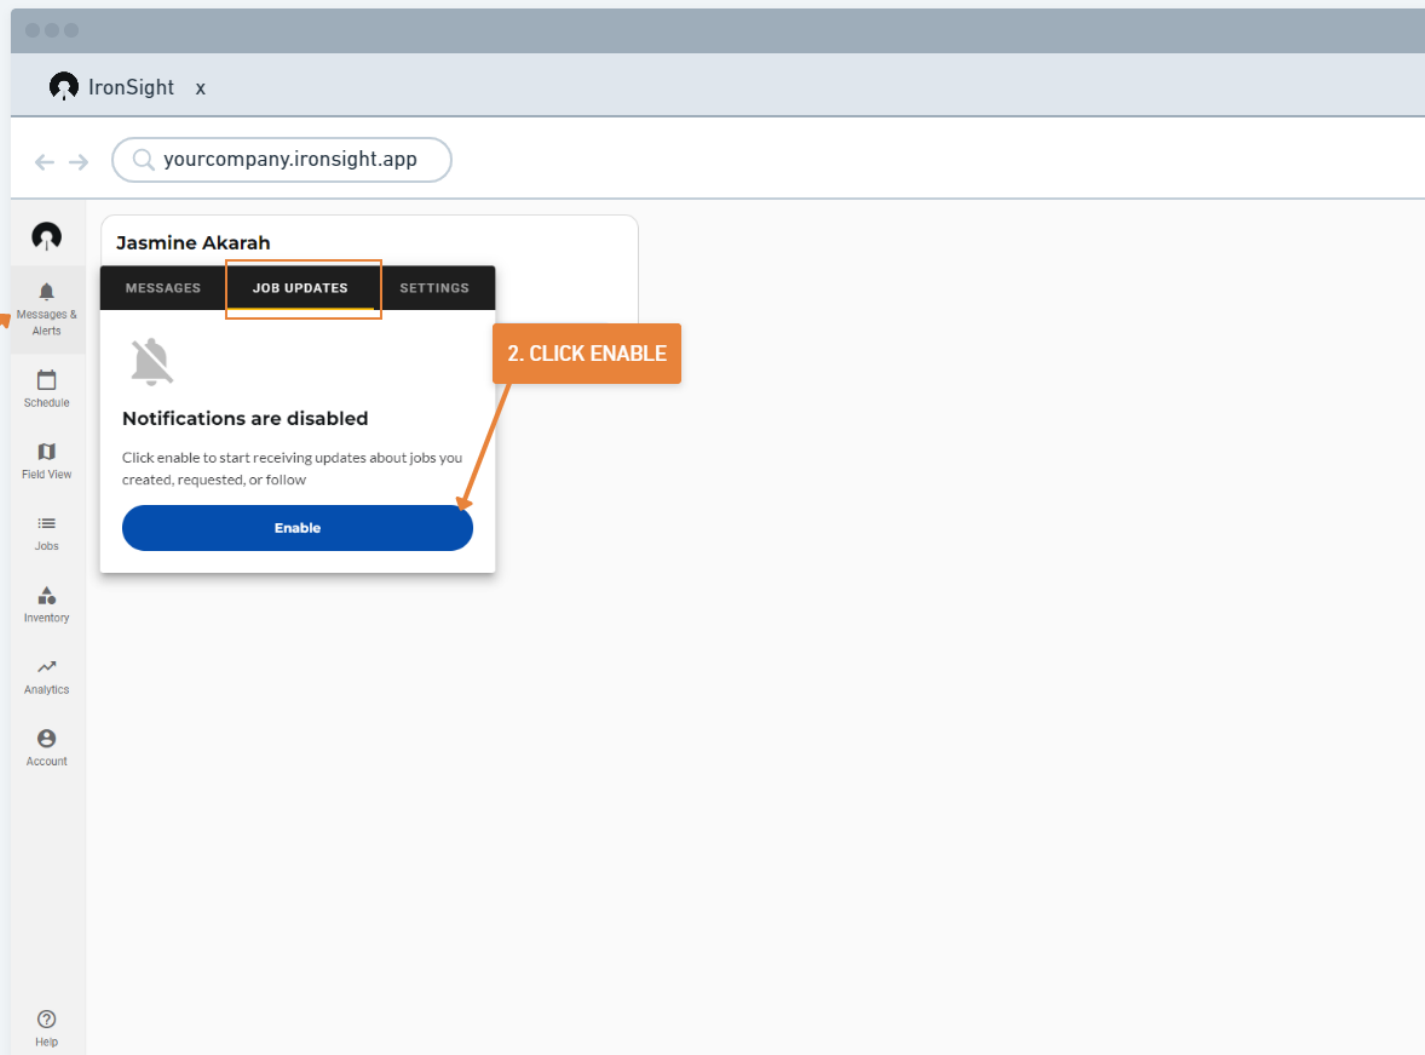 IronSight x
yourcompany.ironsight.app
Jasmine Akarah
MESSAGES JOB UPDATES SETTINGS
Messages &
Alerts
Schedule
Field View
Jobs
Inventory
Analytics
Account
Help
2. CLICK ENABLE
Notifications are disabled
Click enable to start receiving updates about jobs you
created, requested, or follow
Enable